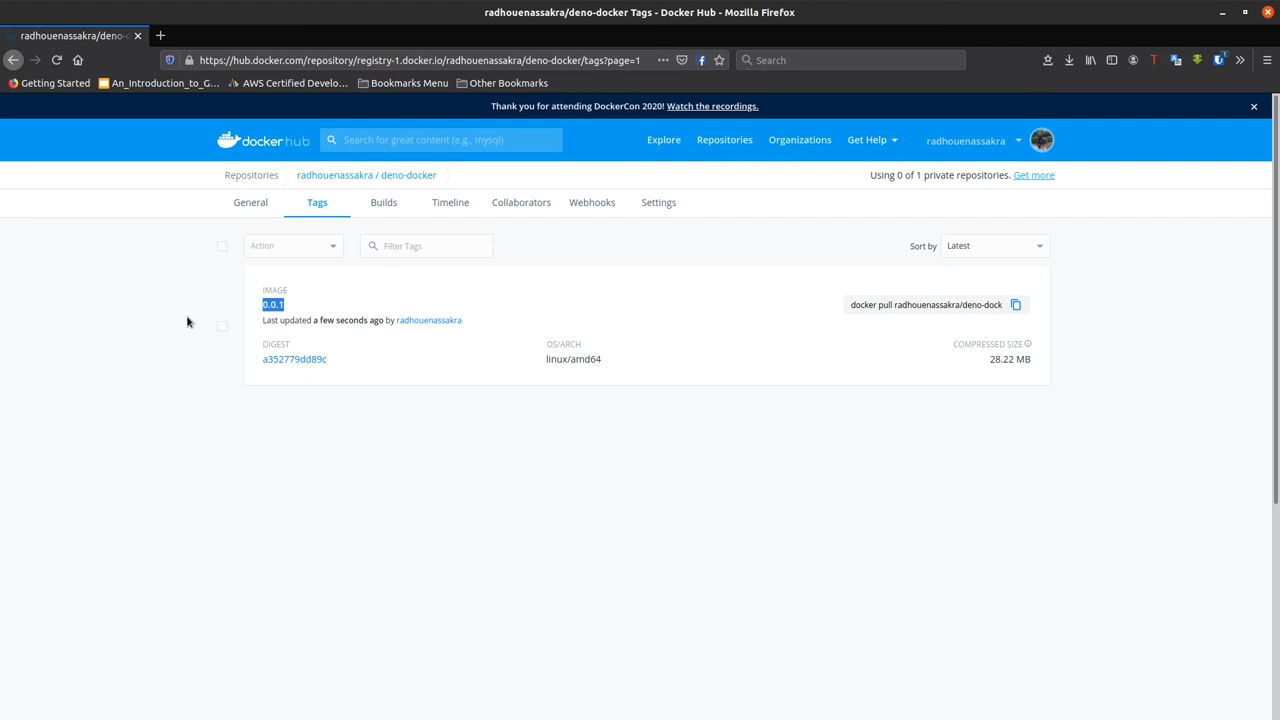 radhouenassakra/deno-docker Tags - Docker Hub - Mozilla Firefox
radhouenassakra/deno-
https://hub.docker.com/repository/registry-1.docker.io/radhouenassakra/deno-docker/tags?page=1
Search
Getting Started
An_Introduction_to_G...
AWS Certified Develo...
Bookmarks Menu
Other Bookmarks
Thank you for attending DockerCon 2020! Watch the recordings.
dockerhub
Search for great content (e.g., mysql)
Explore
Repositories
Organizations
Get Help
radhouenassakra
Repositories
radhouenassakra / deno-docker
Using 0 of 1 private repositories. Get more
General
Tags
Builds
Timeline
Collaborators
Webhooks
Settings
Action
Filter Tags
Sort by
Latest
IMAGE
0.0.1
Last updated a few seconds ago by radhouenassakra
docker pull radhouenassakra/deno-dock
DIGEST
OS/ARCH
COMPRESSED SIZE
a352779dd89c
linux/amd64
28.22 MB